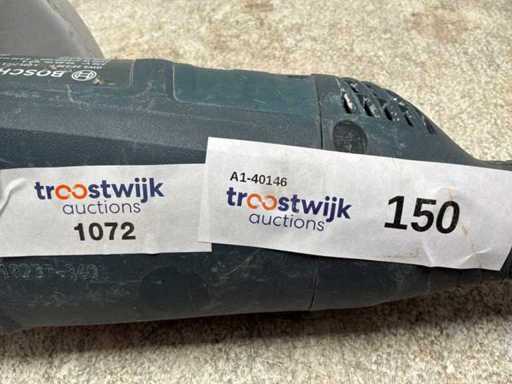 BOSCH
troostwijk
auctions
1072
A1-40146
troostwijk
auctions
150